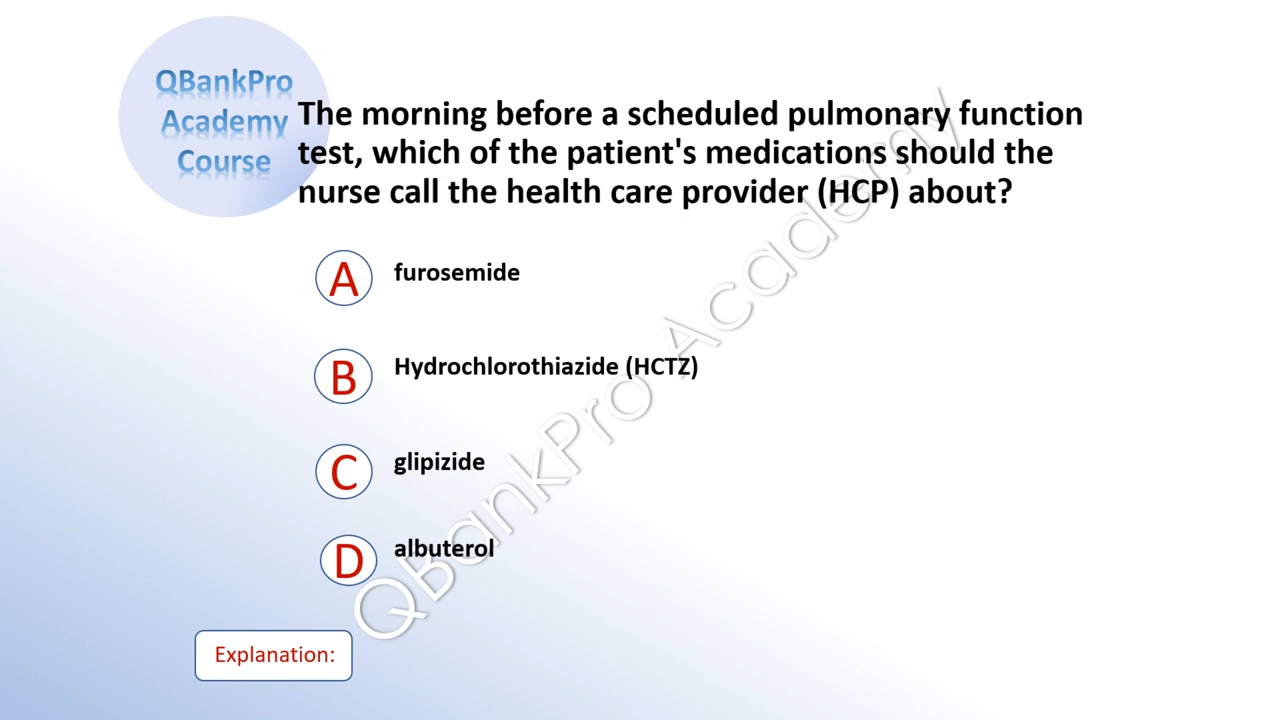 QBankPro
Academy
Course
The morning before a scheduled pulmonary function
test, which of the patient's medications should the
nurse call the health care provider (HCP) about?
A furosemide
B Hydrochlorothiazide (HCTZ)
C glipizide
D albuterol
QBankPro Academy
Explanation: